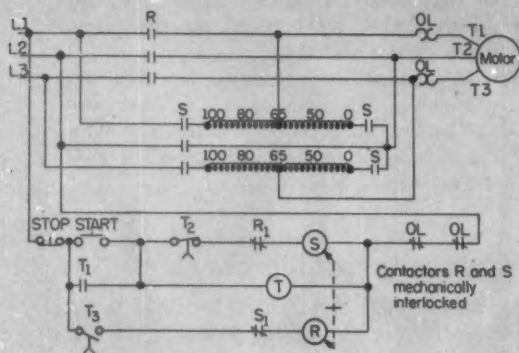 L1 R OL T1
L2 T2 Motor
L3 OL T3
S 100 80 65 50 0 S
S
100 80 65 50 0 S
STOP START T2 R1 S OL OL
T1 T Contactors R and S
mechanically
interlocked
T3 S1 R